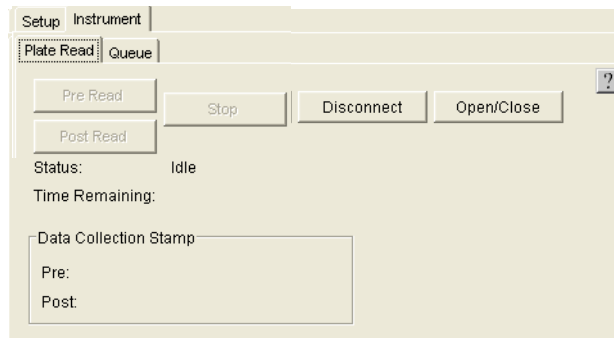 Setup Instrument
Plate Read Queue
?
Pre Read
Stop Disconnect Open/Close
Post Read
Status: Idle
Time Remaining:
Data Collection Stamp
Pre:
Post: